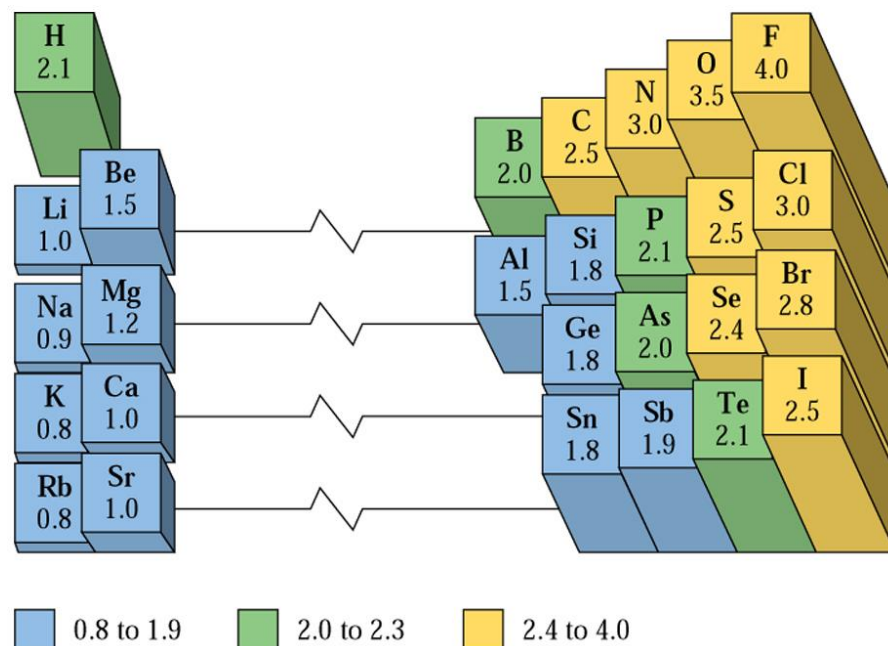 H
2.1
Be
1.5
Li
1.0
B
2.0
C
2.5
N
3.0
O
3.5
F
4.0
Na
0.9
Mg
1.2
Al
1.5
Si
1.8
P
2.1
S
2.5
Cl
3.0
K
0.8
Ca
1.0
Ge
1.8
As
2.0
Se
2.4
Br
2.8
Rb
0.8
Sr
1.0
Sn
1.8
Sb
1.9
Te
2.1
I
2.5
0.8 to 1.9
2.0 to 2.3
2.4 to 4.0